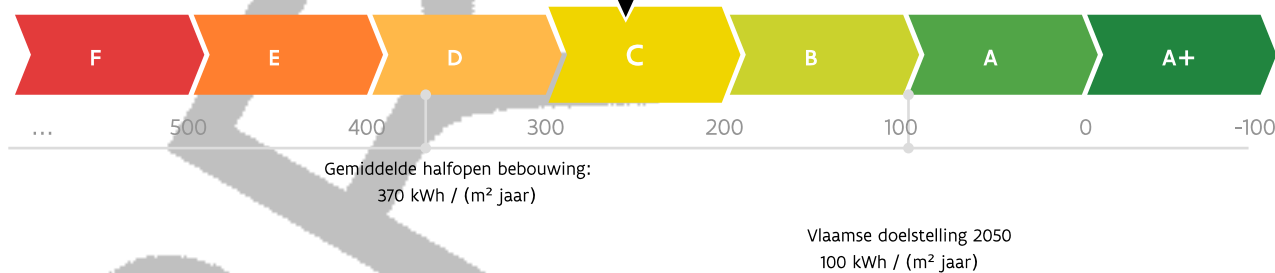 F E D C B A A+
... 500 400 300 200 100 0 -100
Gemiddelde halfopen bebouwing:
370 kWh / (m² jaar)
Vlaamse doelstelling 2050
100 kWh / (m² jaar)